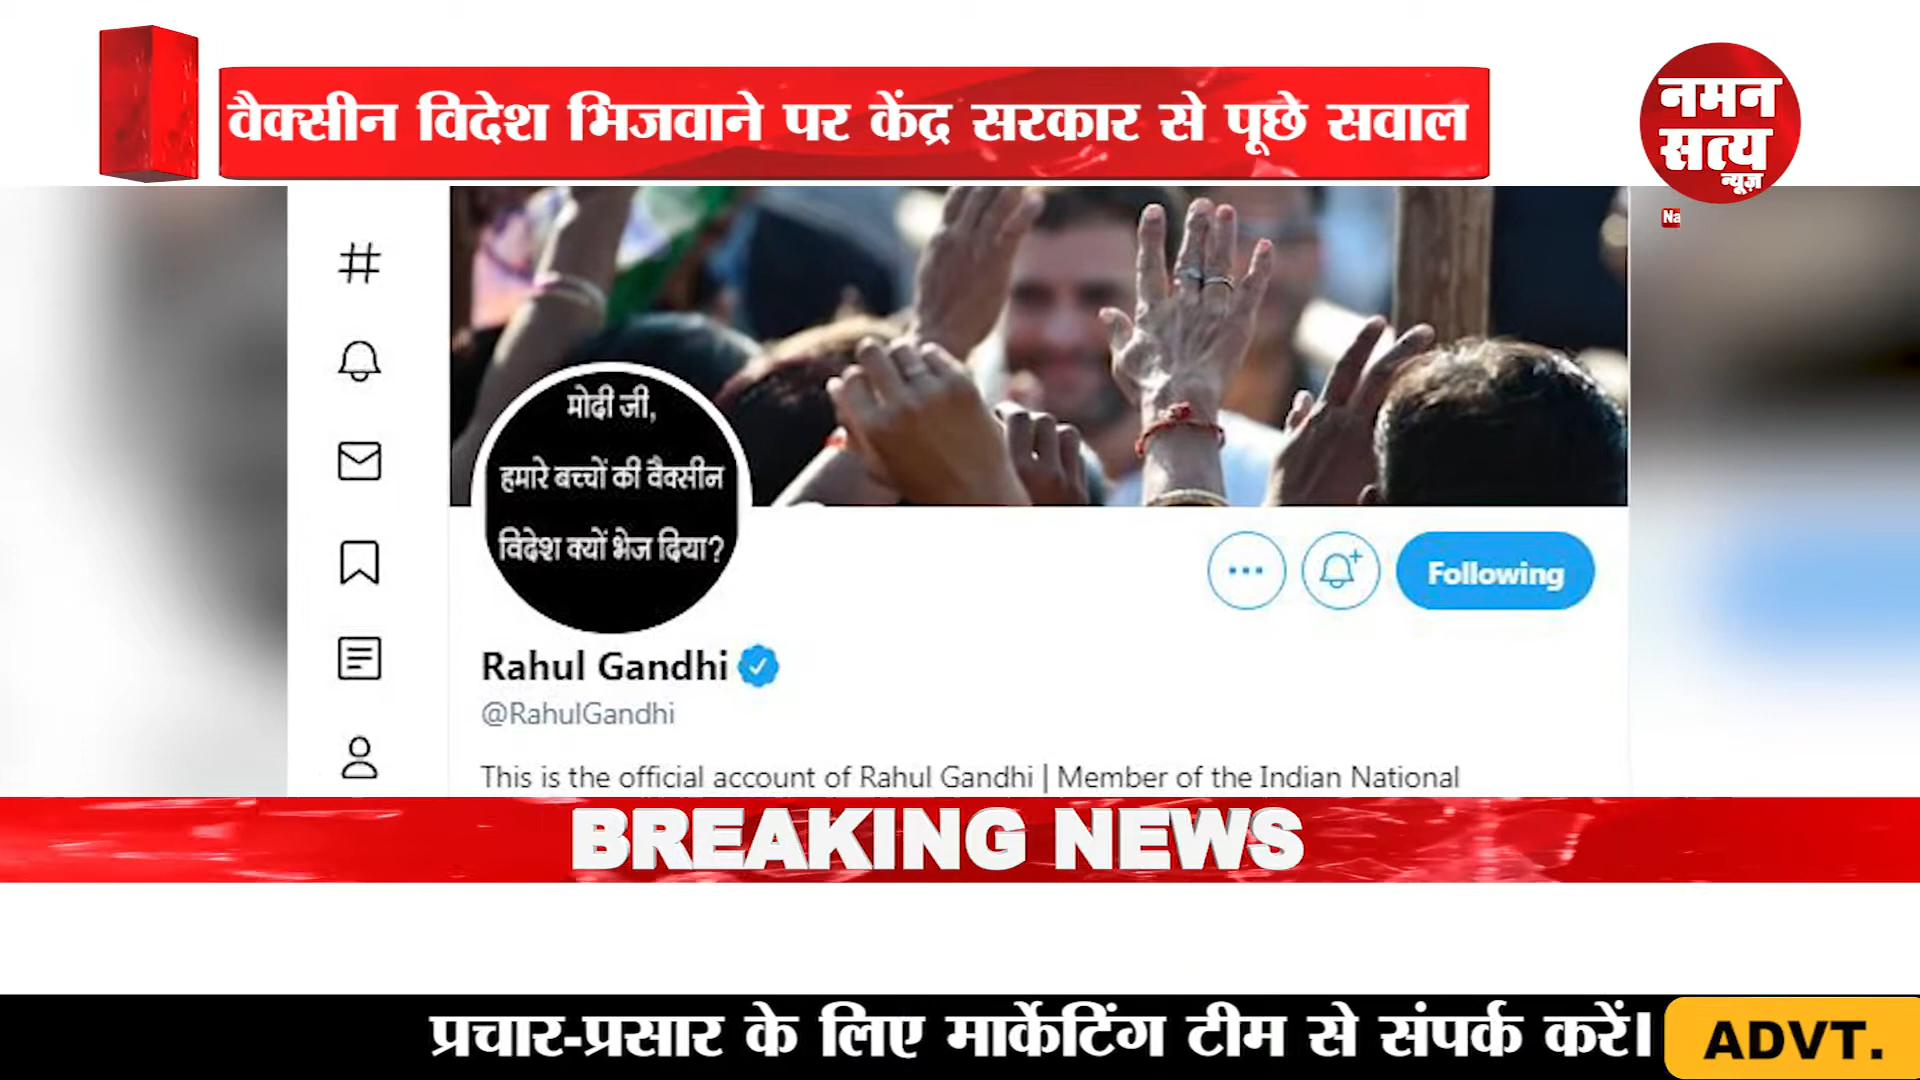 वैक्सीन विदेश भिजवाने पर केंद्र सरकार से पूछे सवाल
नमन
सत्य
न्यूज़
Na
मोदी जी,
हमारे बच्चों की वैक्सीन
विदेश क्यों भेज दिया?
Following
Rahul Gandhi
@RahulGandhi
This is the official account of Rahul Gandhi | Member of the Indian National
BREAKING NEWS
प्रचार-प्रसार के लिए मार्केटिंग टीम से संपर्क करें।
ADVT.